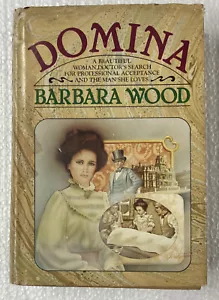 DOMINA
A BEAUTIFUL
WOMAN DOCTOR'S SEARCH
FOR PROFESSIONAL ACCEPTANCE
AND THE MAN SHE LOVES
BARBARA WOOD